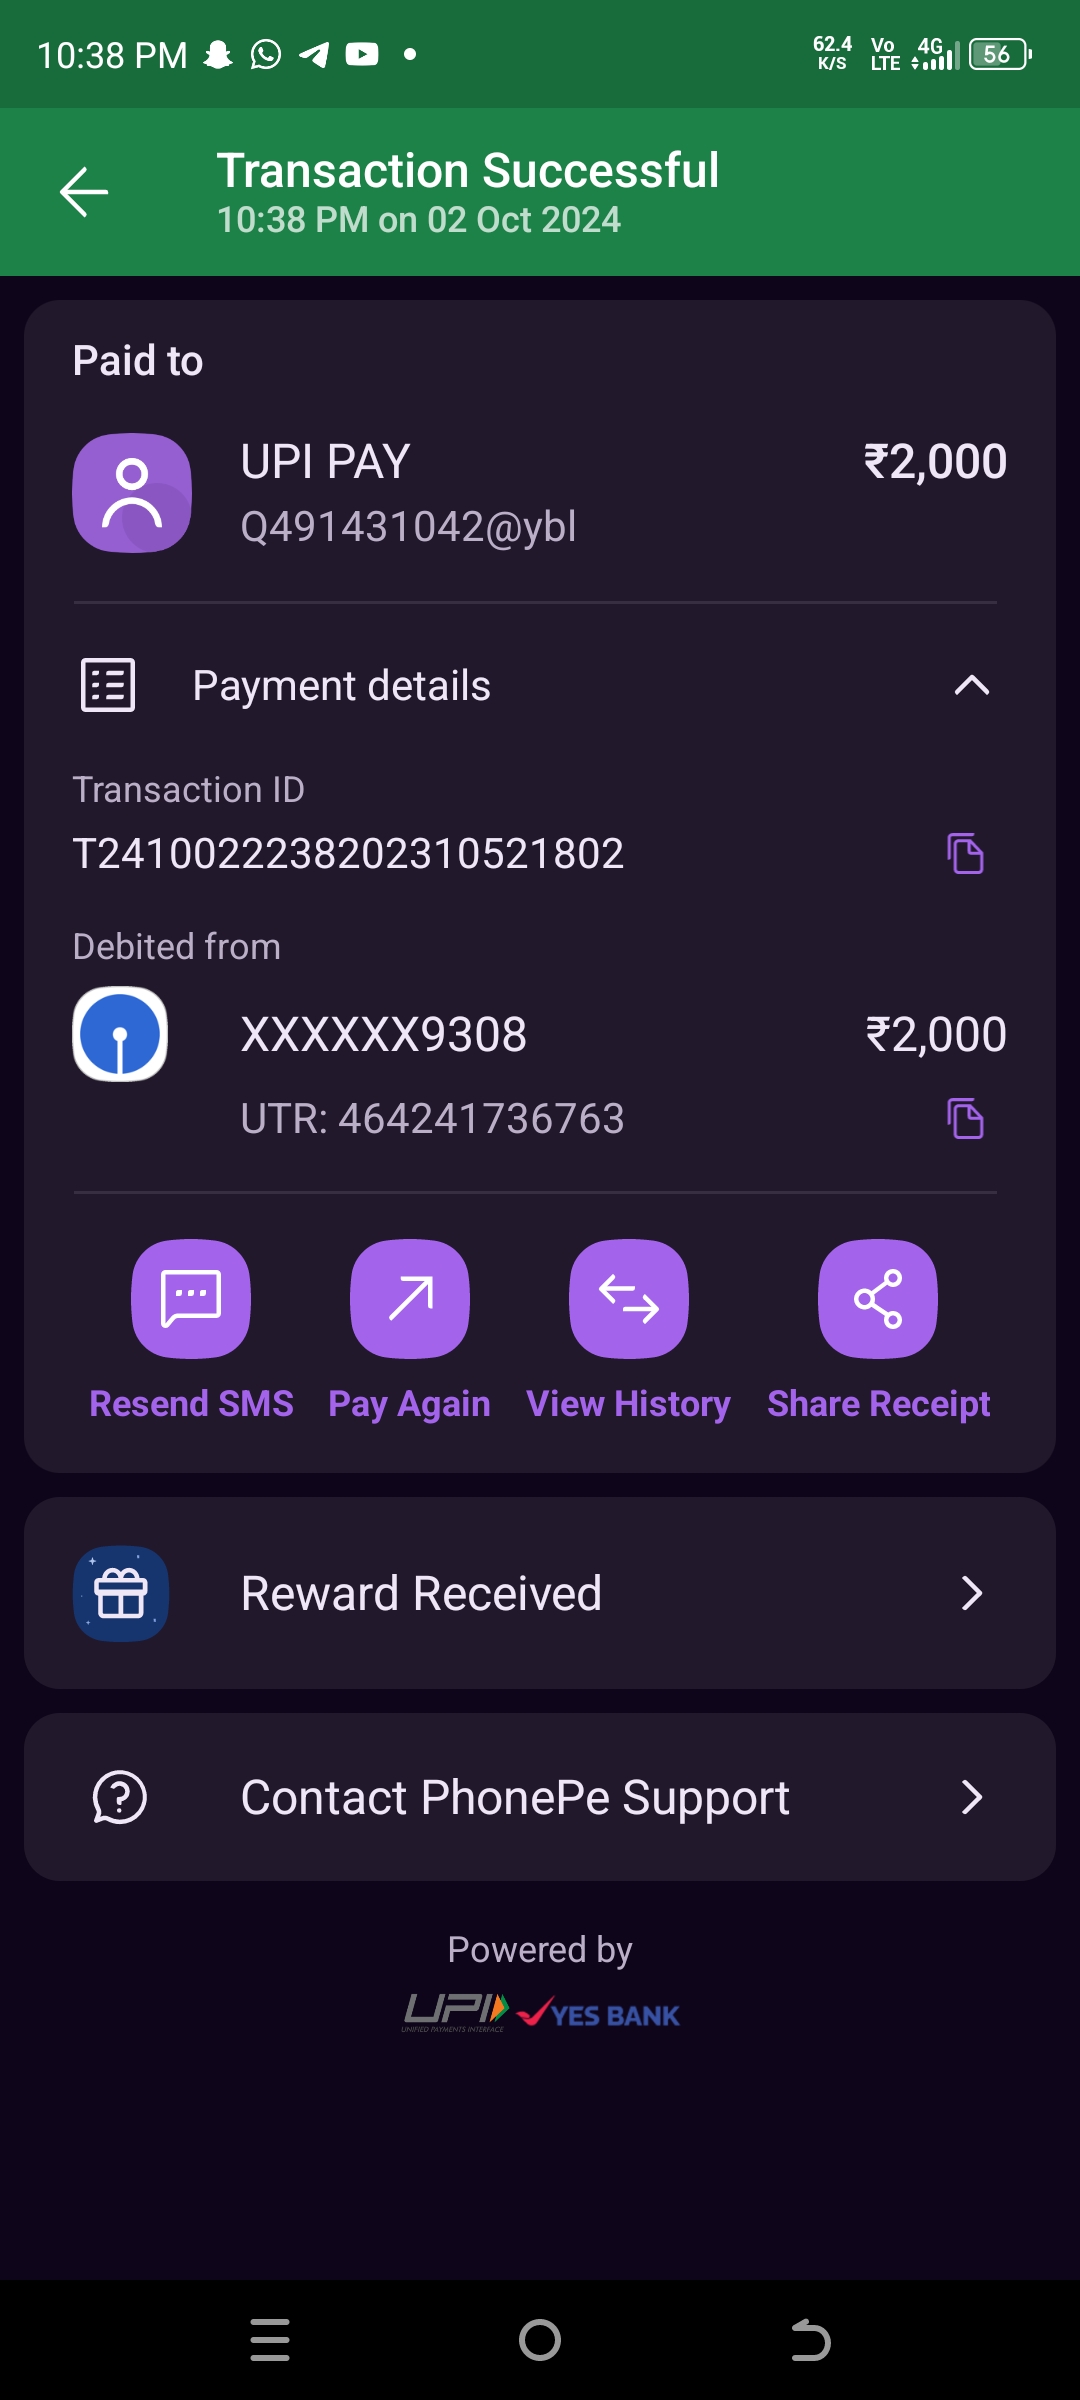 10:38 PM
62.4 K/S Vo LTE 4G 56
Transaction Successful
10:38 PM on 02 Oct 2024
Paid to
UPI PAY ₹2,000
Q491431042@ybl
Payment details
Transaction ID
T2410022238202310521802
Debited from
XXXXXX9308 ₹2,000
UTR: 464241736763
Resend SMS Pay Again View History Share Receipt
Reward Received
Contact PhonePe Support
Powered by
UPI YES BANK
UNIFIED PAYMENTS INTERFACE